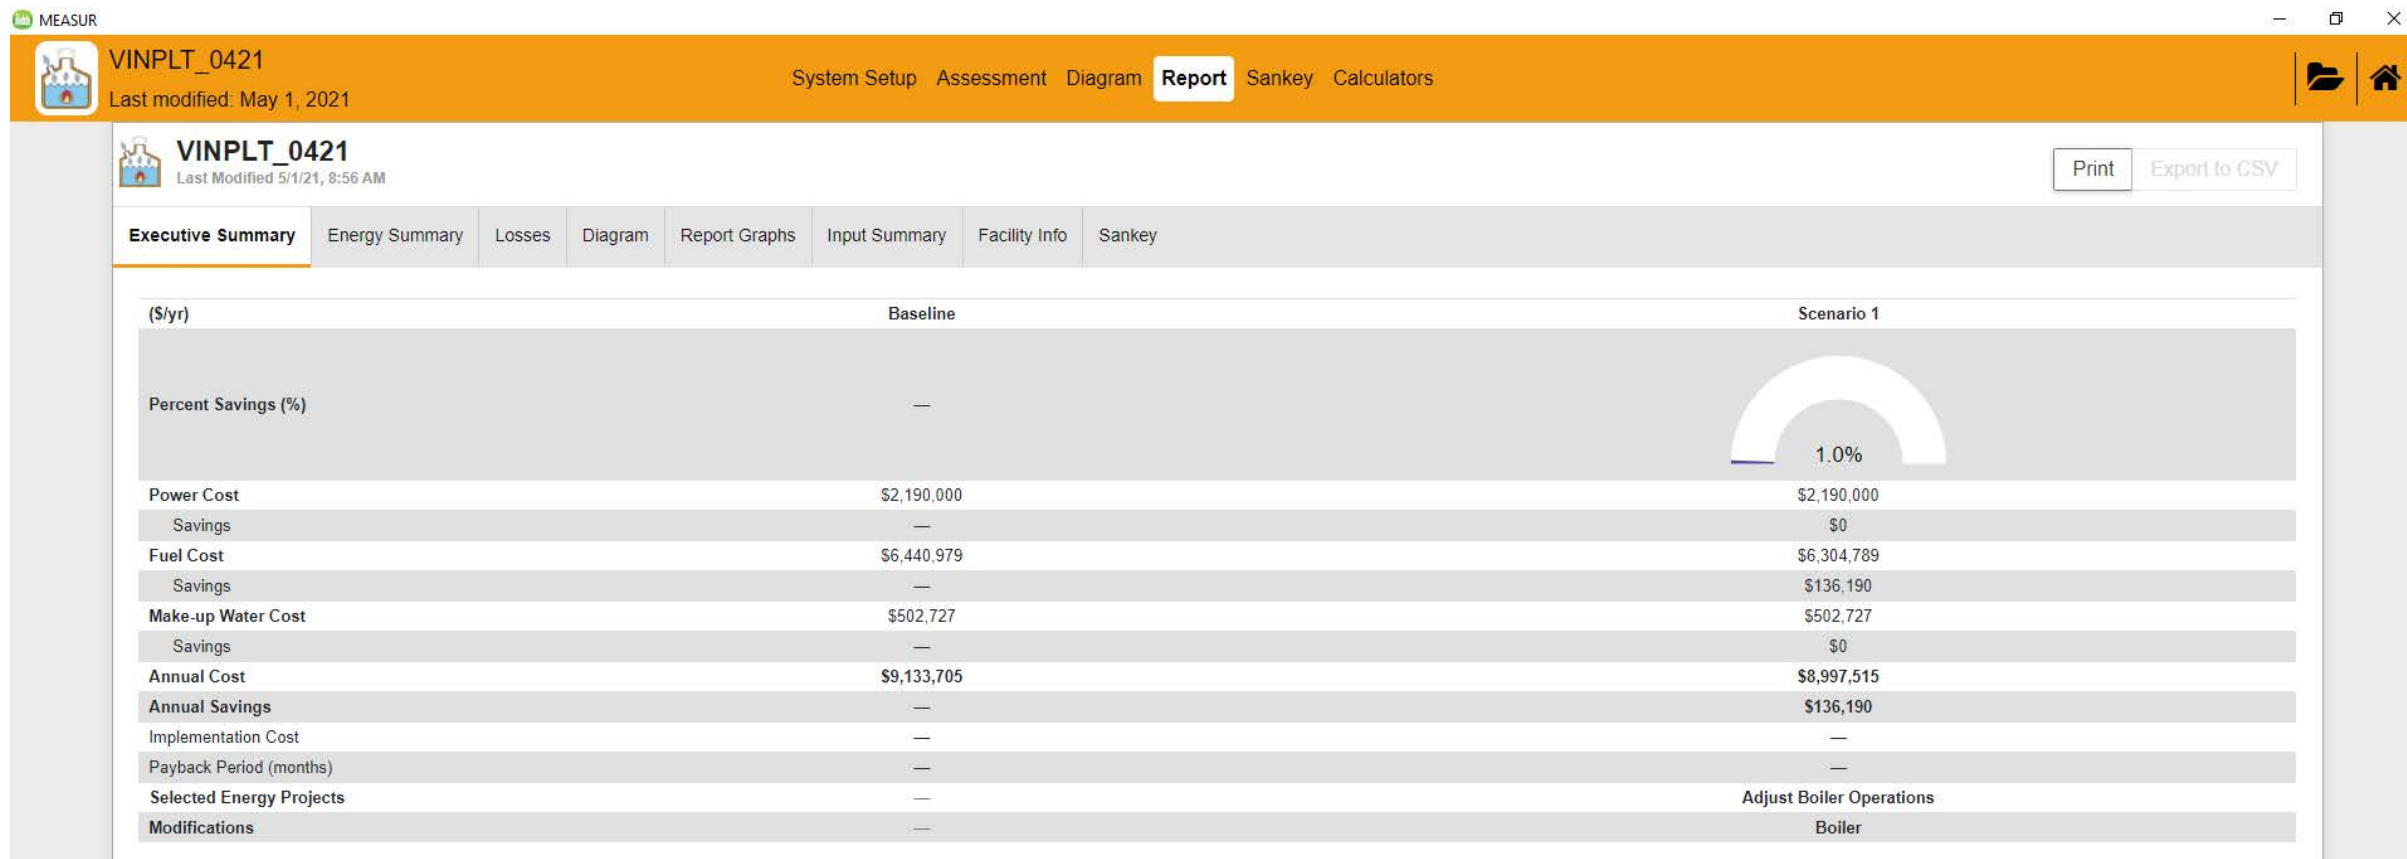 MEASUR
VINPLT_0421
Last modified: May 1, 2021
System Setup Assessment Diagram Report Sankey Calculators
VINPLT_0421
Last Modified 5/1/21, 8:56 AM
Print Export to CSV
Executive Summary Energy Summary Losses Diagram Report Graphs Input Summary Facility Info Sankey
($/yr) Baseline Scenario 1
Percent Savings (%) — 1.0%
Power Cost $2,190,000 $2,190,000
Savings — $0
Fuel Cost $6,440,979 $6,304,789
Savings — $136,190
Make-up Water Cost $502,727 $502,727
Savings — $0
Annual Cost $9,133,705 $8,997,515
Annual Savings — $136,190
Implementation Cost — —
Payback Period (months) — —
Selected Energy Projects — Adjust Boiler Operations
Modifications — Boiler